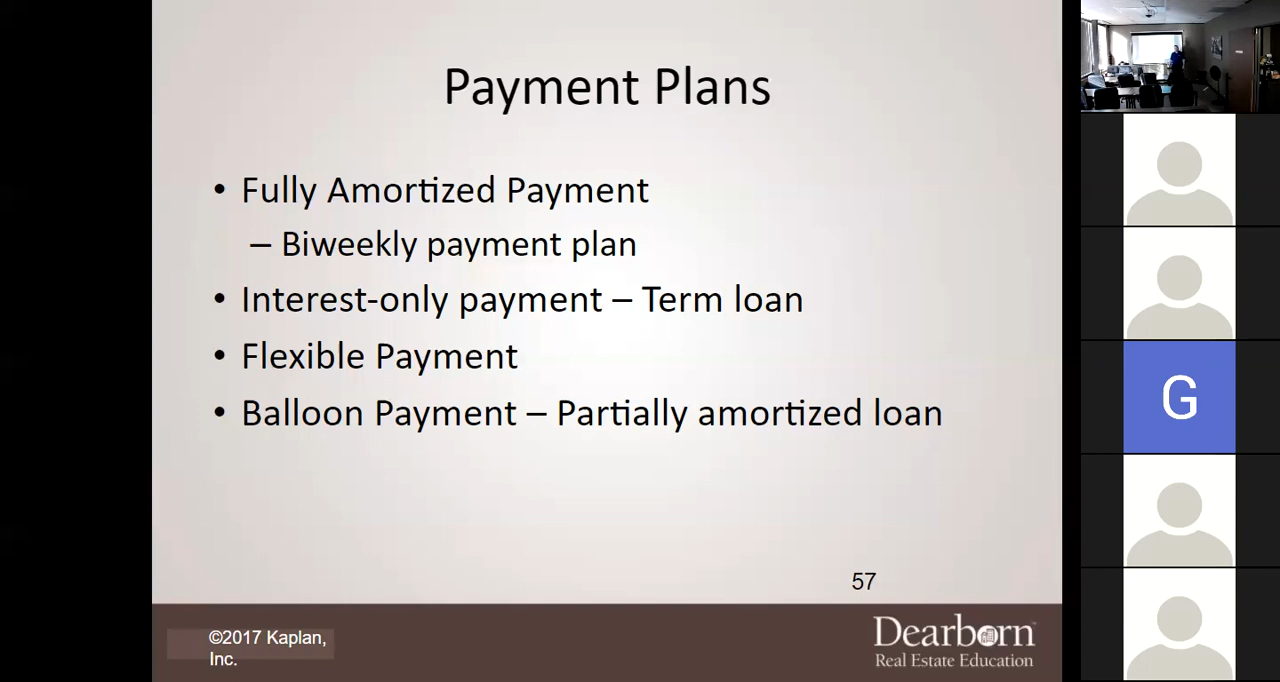 Payment Plans
• Fully Amortized Payment
– Biweekly payment plan
• Interest-only payment – Term loan
• Flexible Payment
• Balloon Payment – Partially amortized loan
57
©2017 Kaplan,
Inc.
Dearborn™
Real Estate Education
G